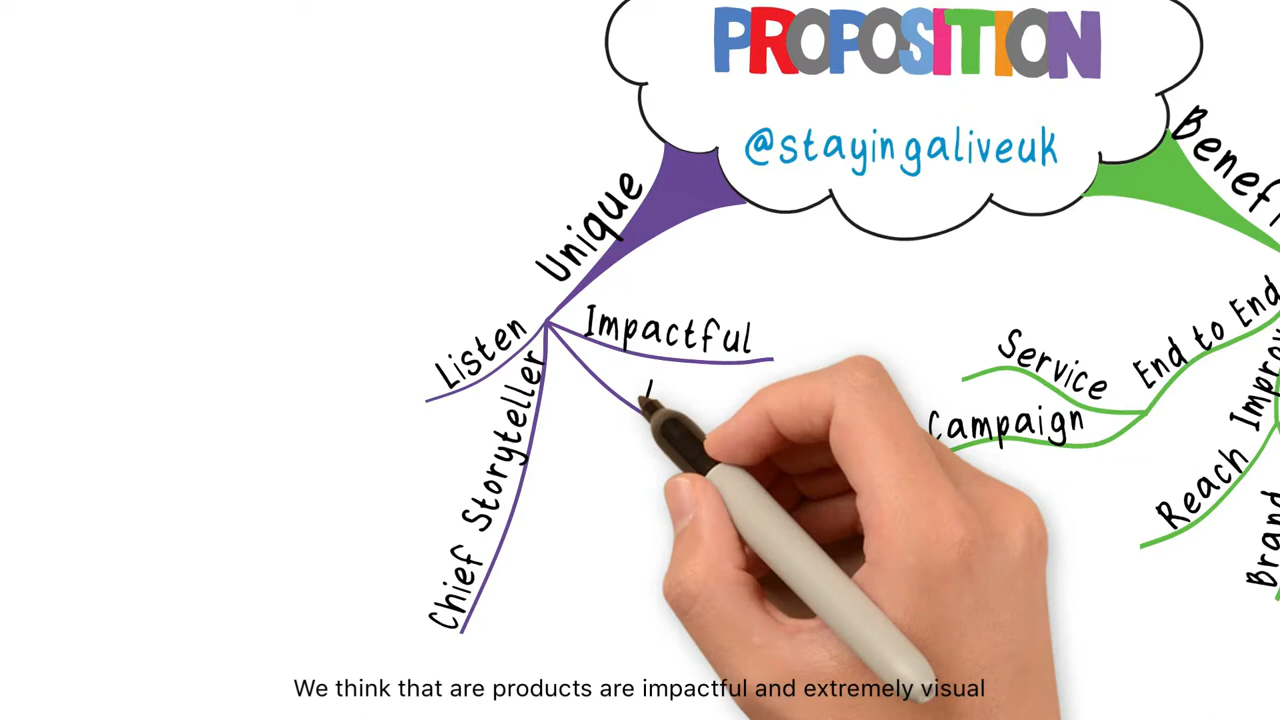 PROPOSITION
@stayingaliveuk
Unique
Listen
Chief Storyteller
Impactful
End to End
Service
Campaign
Reach
We think that are products are impactful and extremely visual